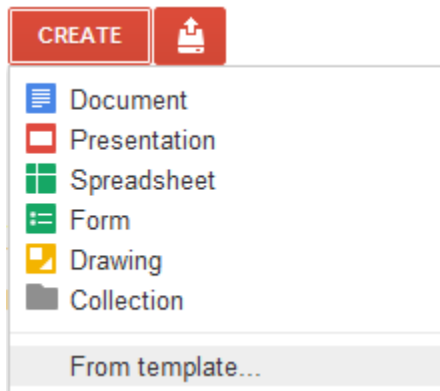 CREATE
Document
Presentation
Spreadsheet
Form
Drawing
Collection
From template...